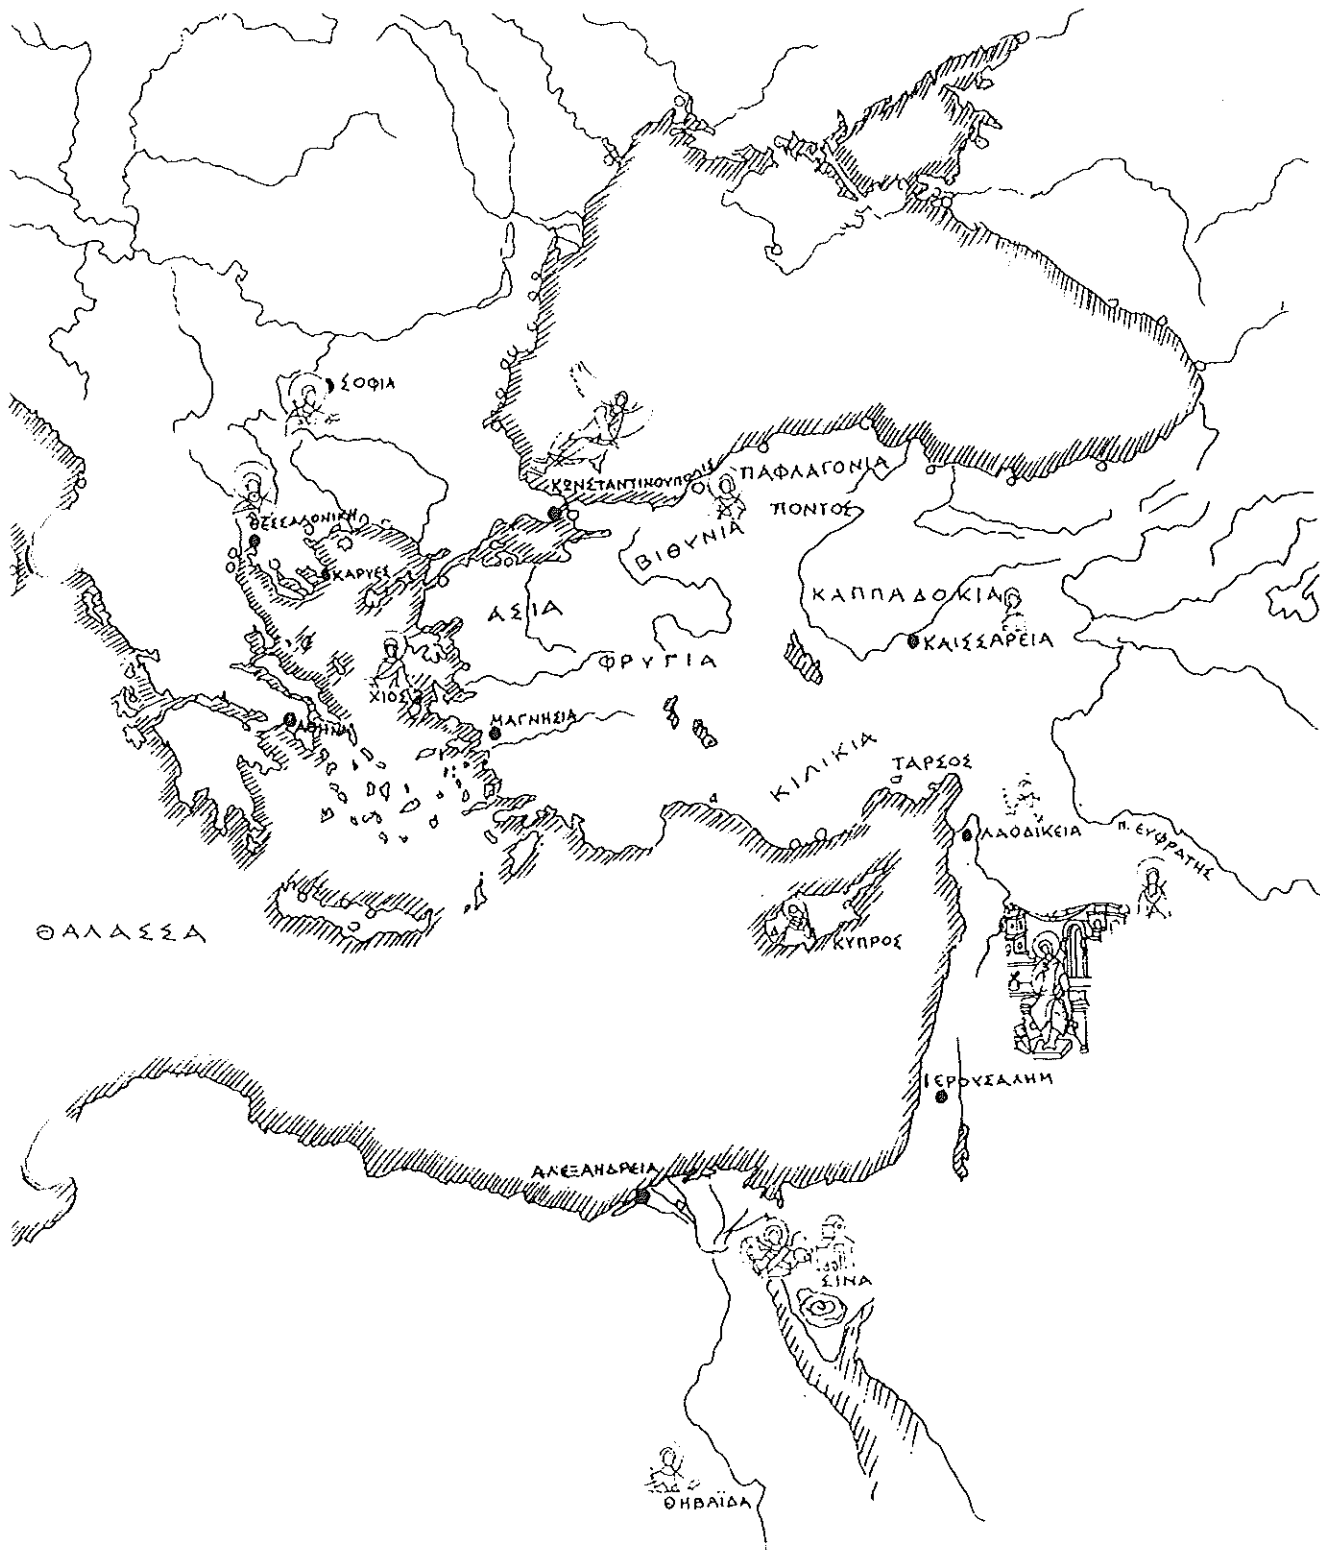 ΣΟΦΙΑ
ΚΩΝΣΤΑΝΤΙΝΟΥΠΟΛΙΣ
ΠΑΦΛΑΓΟΝΙΑ
ΠΟΝΤΟΣ
ΘΕΣΣΑΛΟΝΙΚΗ
ΒΙΘΥΝΙΑ
ΚΑΡΥΕΣ
ΑΣΙΑ
ΚΑΠΠΑΔΟΚΙΑ
ΚΑΙΣΣΑΡΕΙΑ
ΦΡΥΓΙΑ
ΧΙΟΣ
ΑΘΗΝΑ
ΜΑΓΝΗΣΙΑ
ΚΙΛΙΚΙΑ
ΤΑΡΣΟΣ
ΛΑΟΔΙΚΕΙΑ
Π. ΕΥΦΡΑΤΗΣ
ΘΑΛΑΣΣΑ
ΚΥΠΡΟΣ
ΙΕΡΟΥΣΑΛΗΜ
ΑΛΕΞΑΝΔΡΕΙΑ
ΣΙΝΑ
ΘΗΒΑΪΔΑ